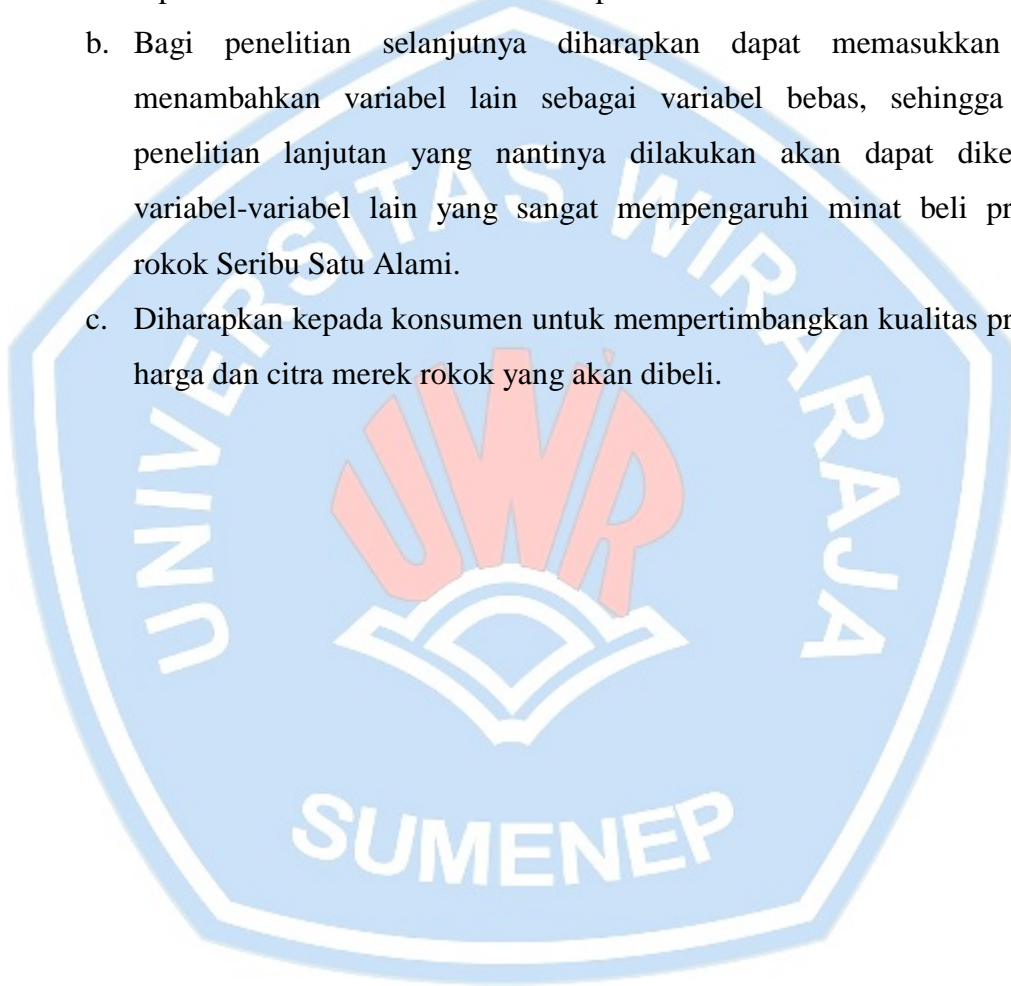 b. Bagi penelitian selanjutnya diharapkan dapat memasukkan
menambahkan variabel lain sebagai variabel bebas, sehingga
penelitian lanjutan yang nantinya dilakukan akan dapat dike
variabel-variabel lain yang sangat mempengaruhi minat beli pr
rokok Seribu Satu Alami.
c. Diharapkan kepada konsumen untuk mempertimbangkan kualitas pr
harga dan citra merek rokok yang akan dibeli.
UNIVERSITAS WIRARAJA
UWR
SUMENEP